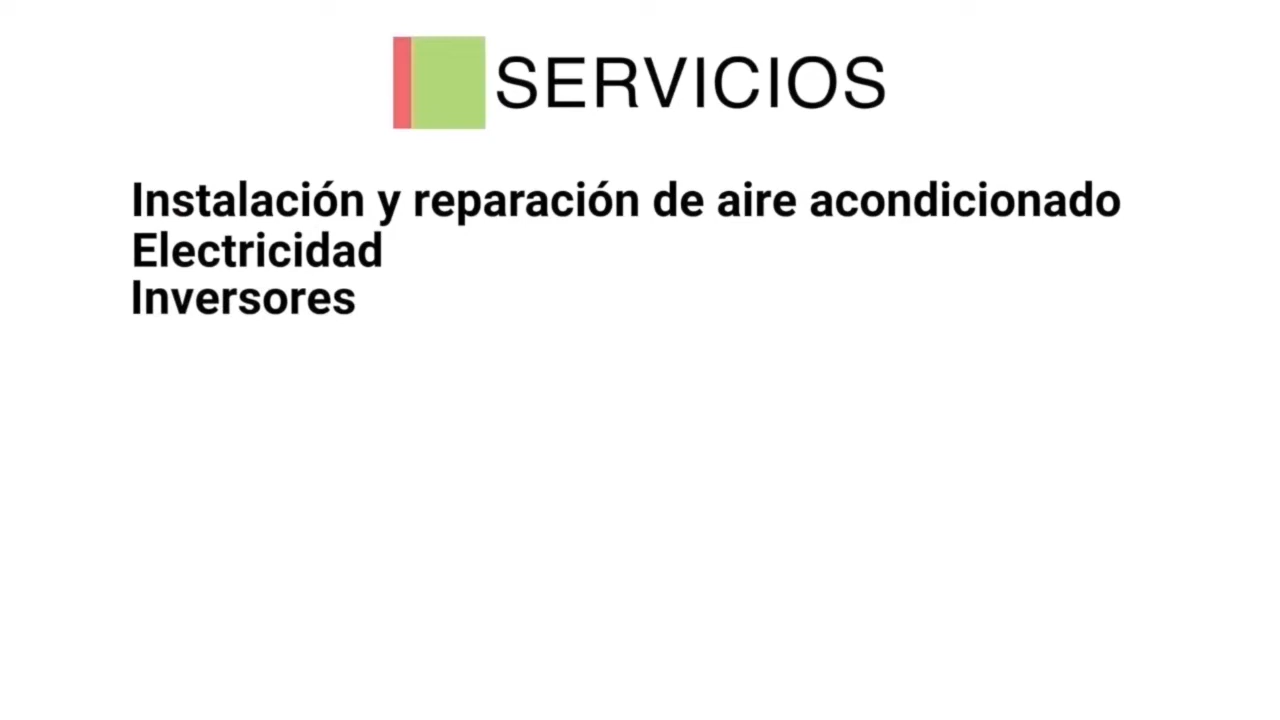 SERVICIOS
Instalación y reparación de aire acondicionado
Electricidad
Inversores